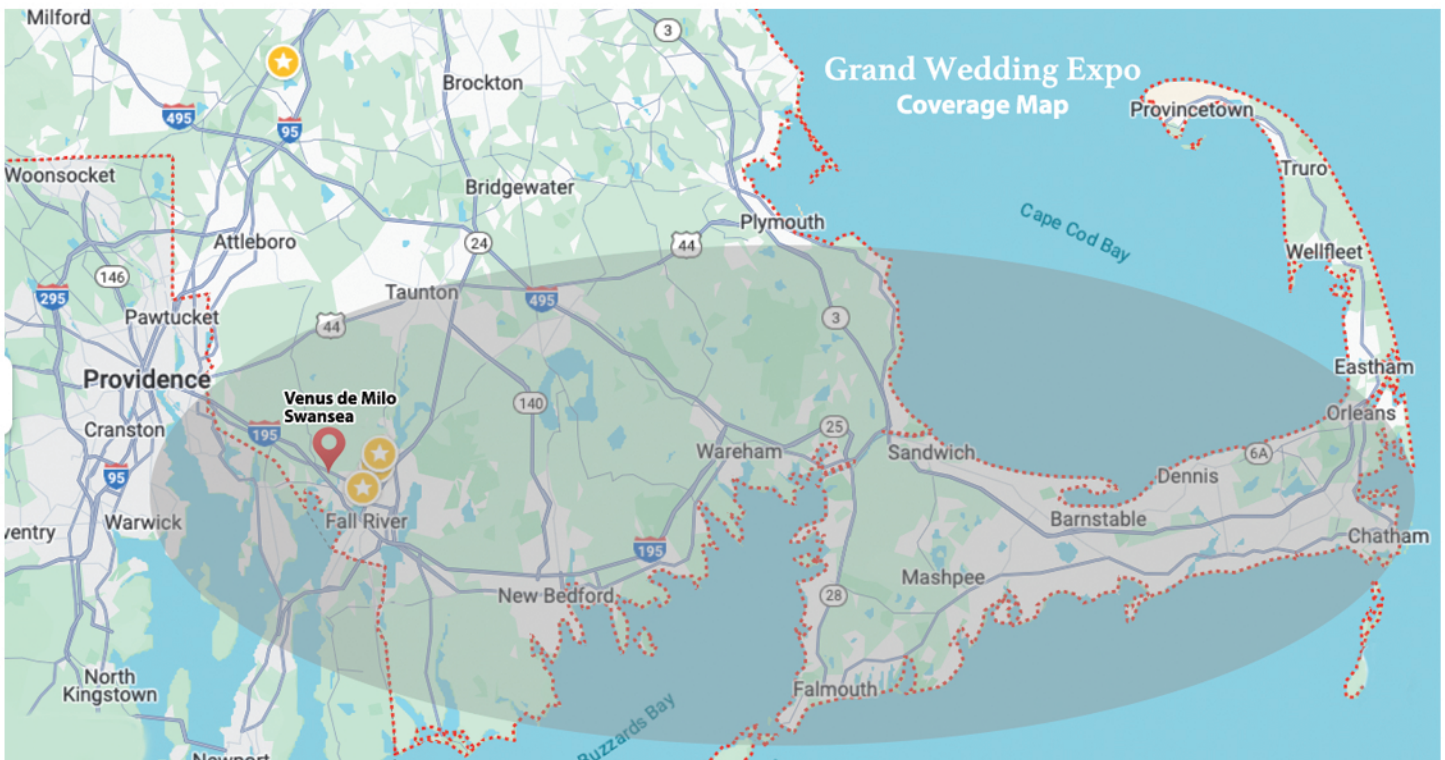 Milford
3
Grand Wedding Expo
Coverage Map
Brockton
Provincetown
495
95
Woonsocket
Bridgewater
Truro
Plymouth
Cape Cod Bay
Attleboro
24
44
Wellfleet
146
Taunton
295
495
Pawtucket
44
3
Providence
Eastham
Venus de Milo
Swansea
140
Orleans
Cranston
195
25
Wareham
Sandwich
6A
Dennis
95
Warwick
Fall River
Barnstable
ventry
195
Chatham
Mashpee
New Bedford
28
North
Kingstown
Falmouth
Buzzards Bay
Newport